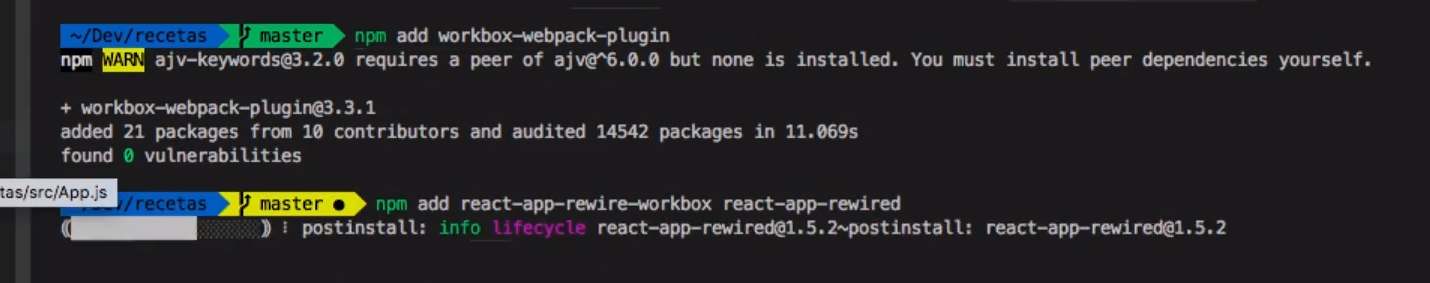 ~/Dev/recetas master npm add workbox-webpack-plugin
npm WARN ajv-keywords@3.2.0 requires a peer of ajv@^6.0.0 but none is installed. You must install peer dependencies yourself.
+ workbox-webpack-plugin@3.3.1
added 21 packages from 10 contributors and audited 14542 packages in 11.069s
found 0 vulnerabilities
tas/src/App.js
/Dev/recetas master ● npm add react-app-rewire-workbox react-app-rewired
(█████████░░░░░░) ⁝ postinstall: info lifecycle react-app-rewired@1.5.2~postinstall: react-app-rewired@1.5.2